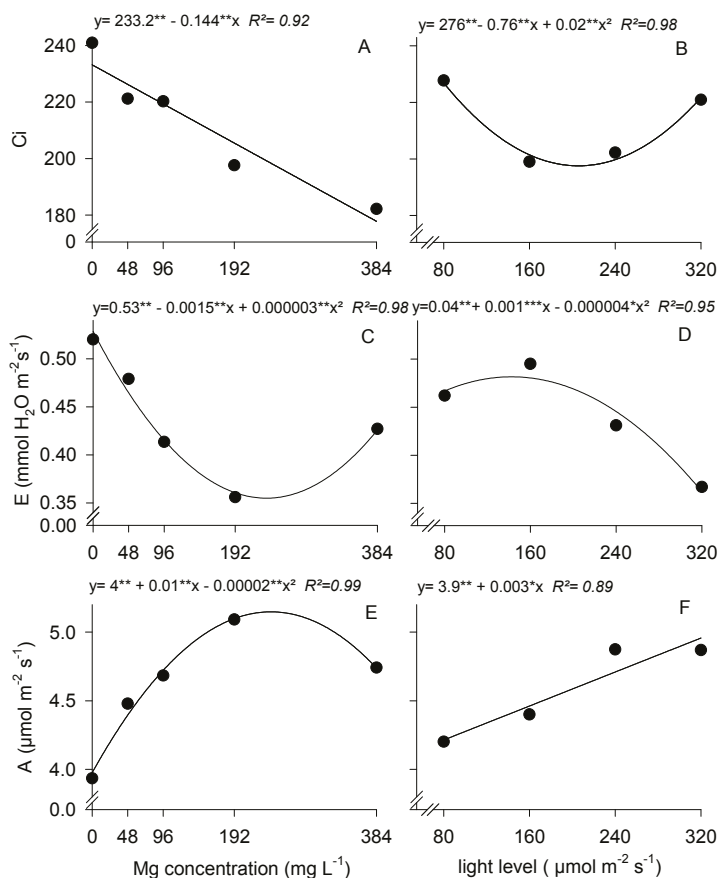 y= 233.2** - 0.144**x R²= 0.92
y= 276**- 0.76**x + 0.02**x² R²=0.98
A
B
240
220
200
180
0
Ci
0 48 96 192 384
80 160 240 320
y=0.53** - 0.0015**x + 0.000003**x² R²=0.98
y=0.04**+ 0.001***x - 0.000004*x² R²=0.95
C
D
0.50
0.45
0.40
0.35
0.00
E (mmol H₂O m⁻²s⁻¹)
0 48 96 192 384
80 160 240 320
y= 4** + 0.01**x - 0.00002**x² R²=0.99
y= 3.9** + 0.003*x R²= 0.89
E
F
5.0
4.5
4.0
0.0
A (µmol m⁻² s⁻¹)
0 48 96 192 384
80 160 240 320
Mg concentration (mg L⁻¹)
light level ( µmol m⁻² s⁻¹)